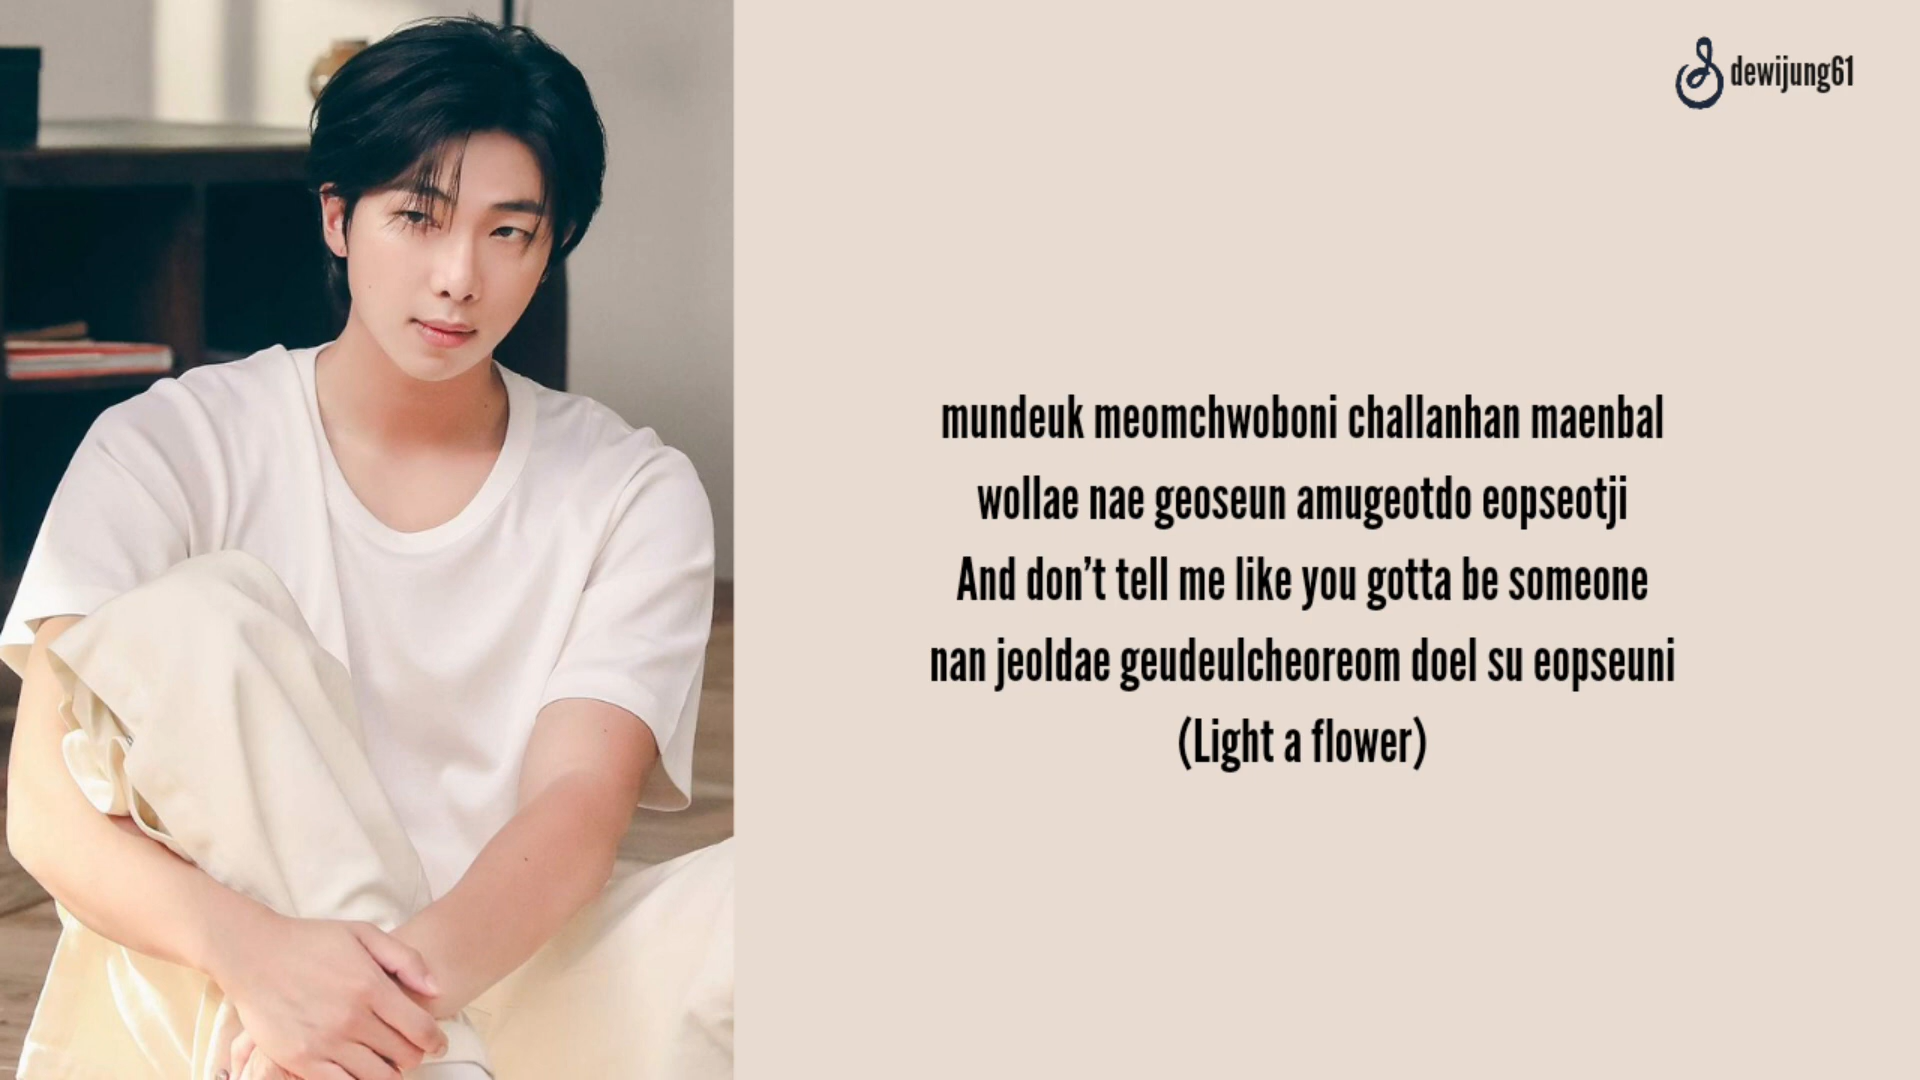 dewijung61
mundeuk meomchwoboni challanhan maenbal
wollae nae geoseun amugeotdo eopseotji
And don’t tell me like you gotta be someone
nan jeoldae geudeulcheoreom doel su eopseuni
(Light a flower)